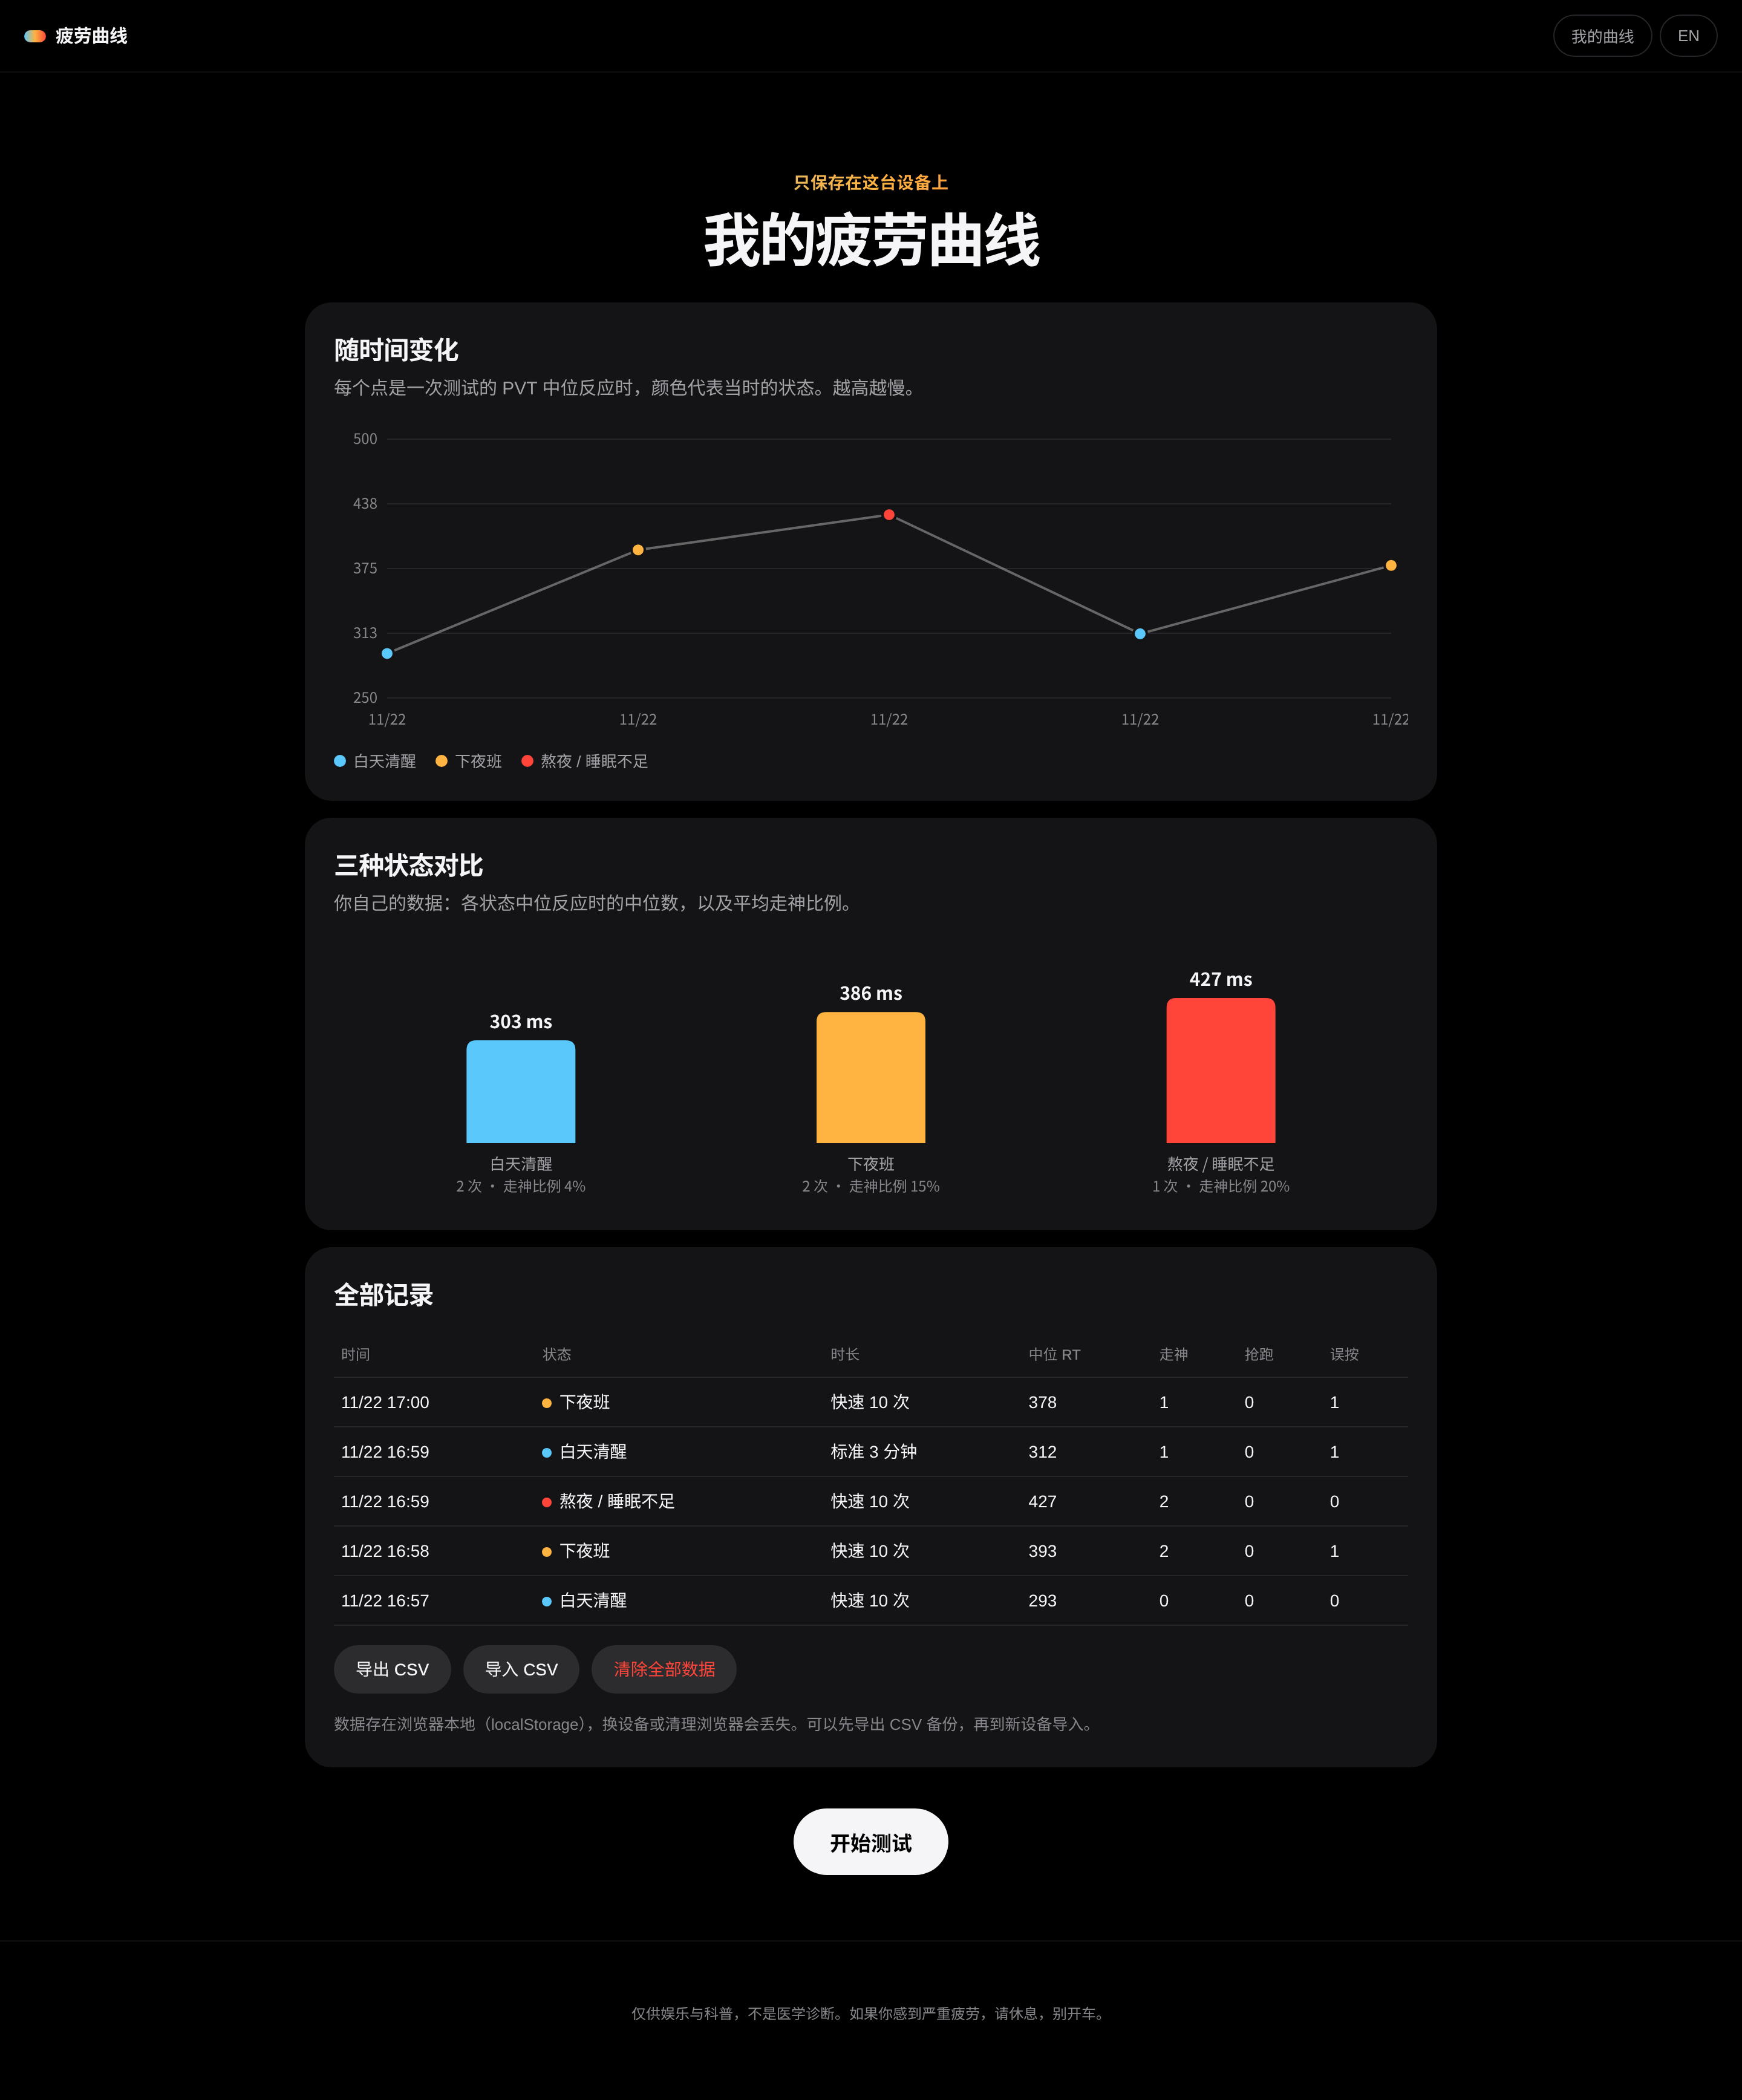 疲劳曲线
我的曲线 EN
只保存在这台设备上
我的疲劳曲线
随时间变化
每个点是一次测试的 PVT 中位反应时，颜色代表当时的状态。越高越慢。
500
438
375
313
250
11/22 11/22 11/22 11/22 11/22
白天清醒 下夜班 熬夜 / 睡眠不足
三种状态对比
你自己的数据：各状态中位反应时的中位数，以及平均走神比例。
303 ms 386 ms 427 ms
白天清醒 下夜班 熬夜 / 睡眠不足
2 次 · 走神比例 4% 2 次 · 走神比例 15% 1 次 · 走神比例 20%
全部记录
时间 状态 时长 中位 RT 走神 抢跑 误按
11/22 17:00 下夜班 快速 10 次 378 1 0 1
11/22 16:59 白天清醒 标准 3 分钟 312 1 0 1
11/22 16:59 熬夜 / 睡眠不足 快速 10 次 427 2 0 0
11/22 16:58 下夜班 快速 10 次 393 2 0 1
11/22 16:57 白天清醒 快速 10 次 293 0 0 0
导出 CSV 导入 CSV 清除全部数据
数据存在浏览器本地（localStorage），换设备或清理浏览器会丢失。可以先导出 CSV 备份，再到新设备导入。
开始测试
仅供娱乐与科普，不是医学诊断。如果你感到严重疲劳，请休息，别开车。